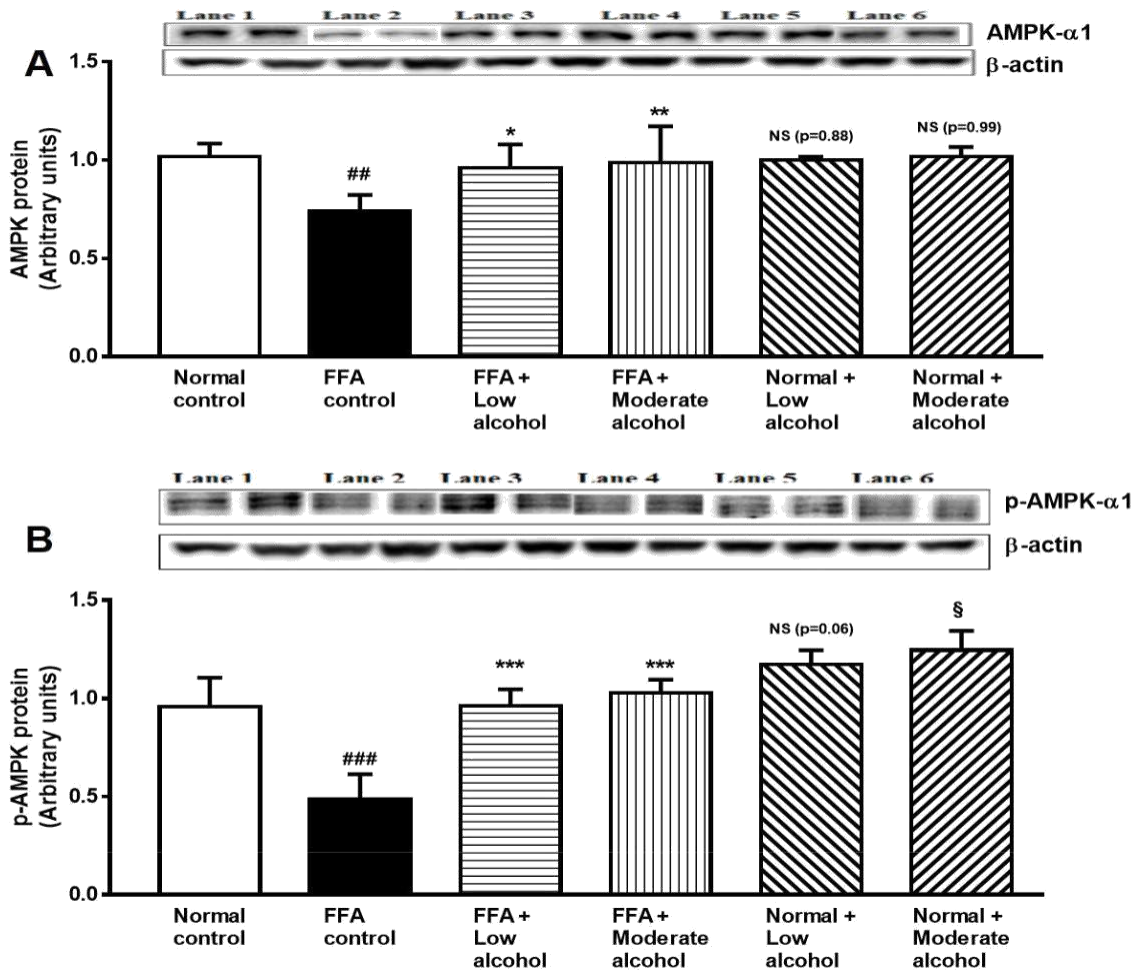 Lane 1 Lane 2 Lane 3 Lane 4 Lane 5 Lane 6
AMPK-α1
β-actin
A
AMPK protein
(Arbitrary units)
1.5
1.0
0.5
0.0
##
*
**
NS (p=0.88)
NS (p=0.99)
Normal control
FFA control
FFA + Low alcohol
FFA + Moderate alcohol
Normal + Low alcohol
Normal + Moderate alcohol
Lane 1 Lane 2 Lane 3 Lane 4 Lane 5 Lane 6
p-AMPK-α1
β-actin
B
p-AMPK protein
(Arbitrary units)
1.5
1.0
0.5
0.0
###
***
***
NS (p=0.06)
§
Normal control
FFA control
FFA + Low alcohol
FFA + Moderate alcohol
Normal + Low alcohol
Normal + Moderate alcohol